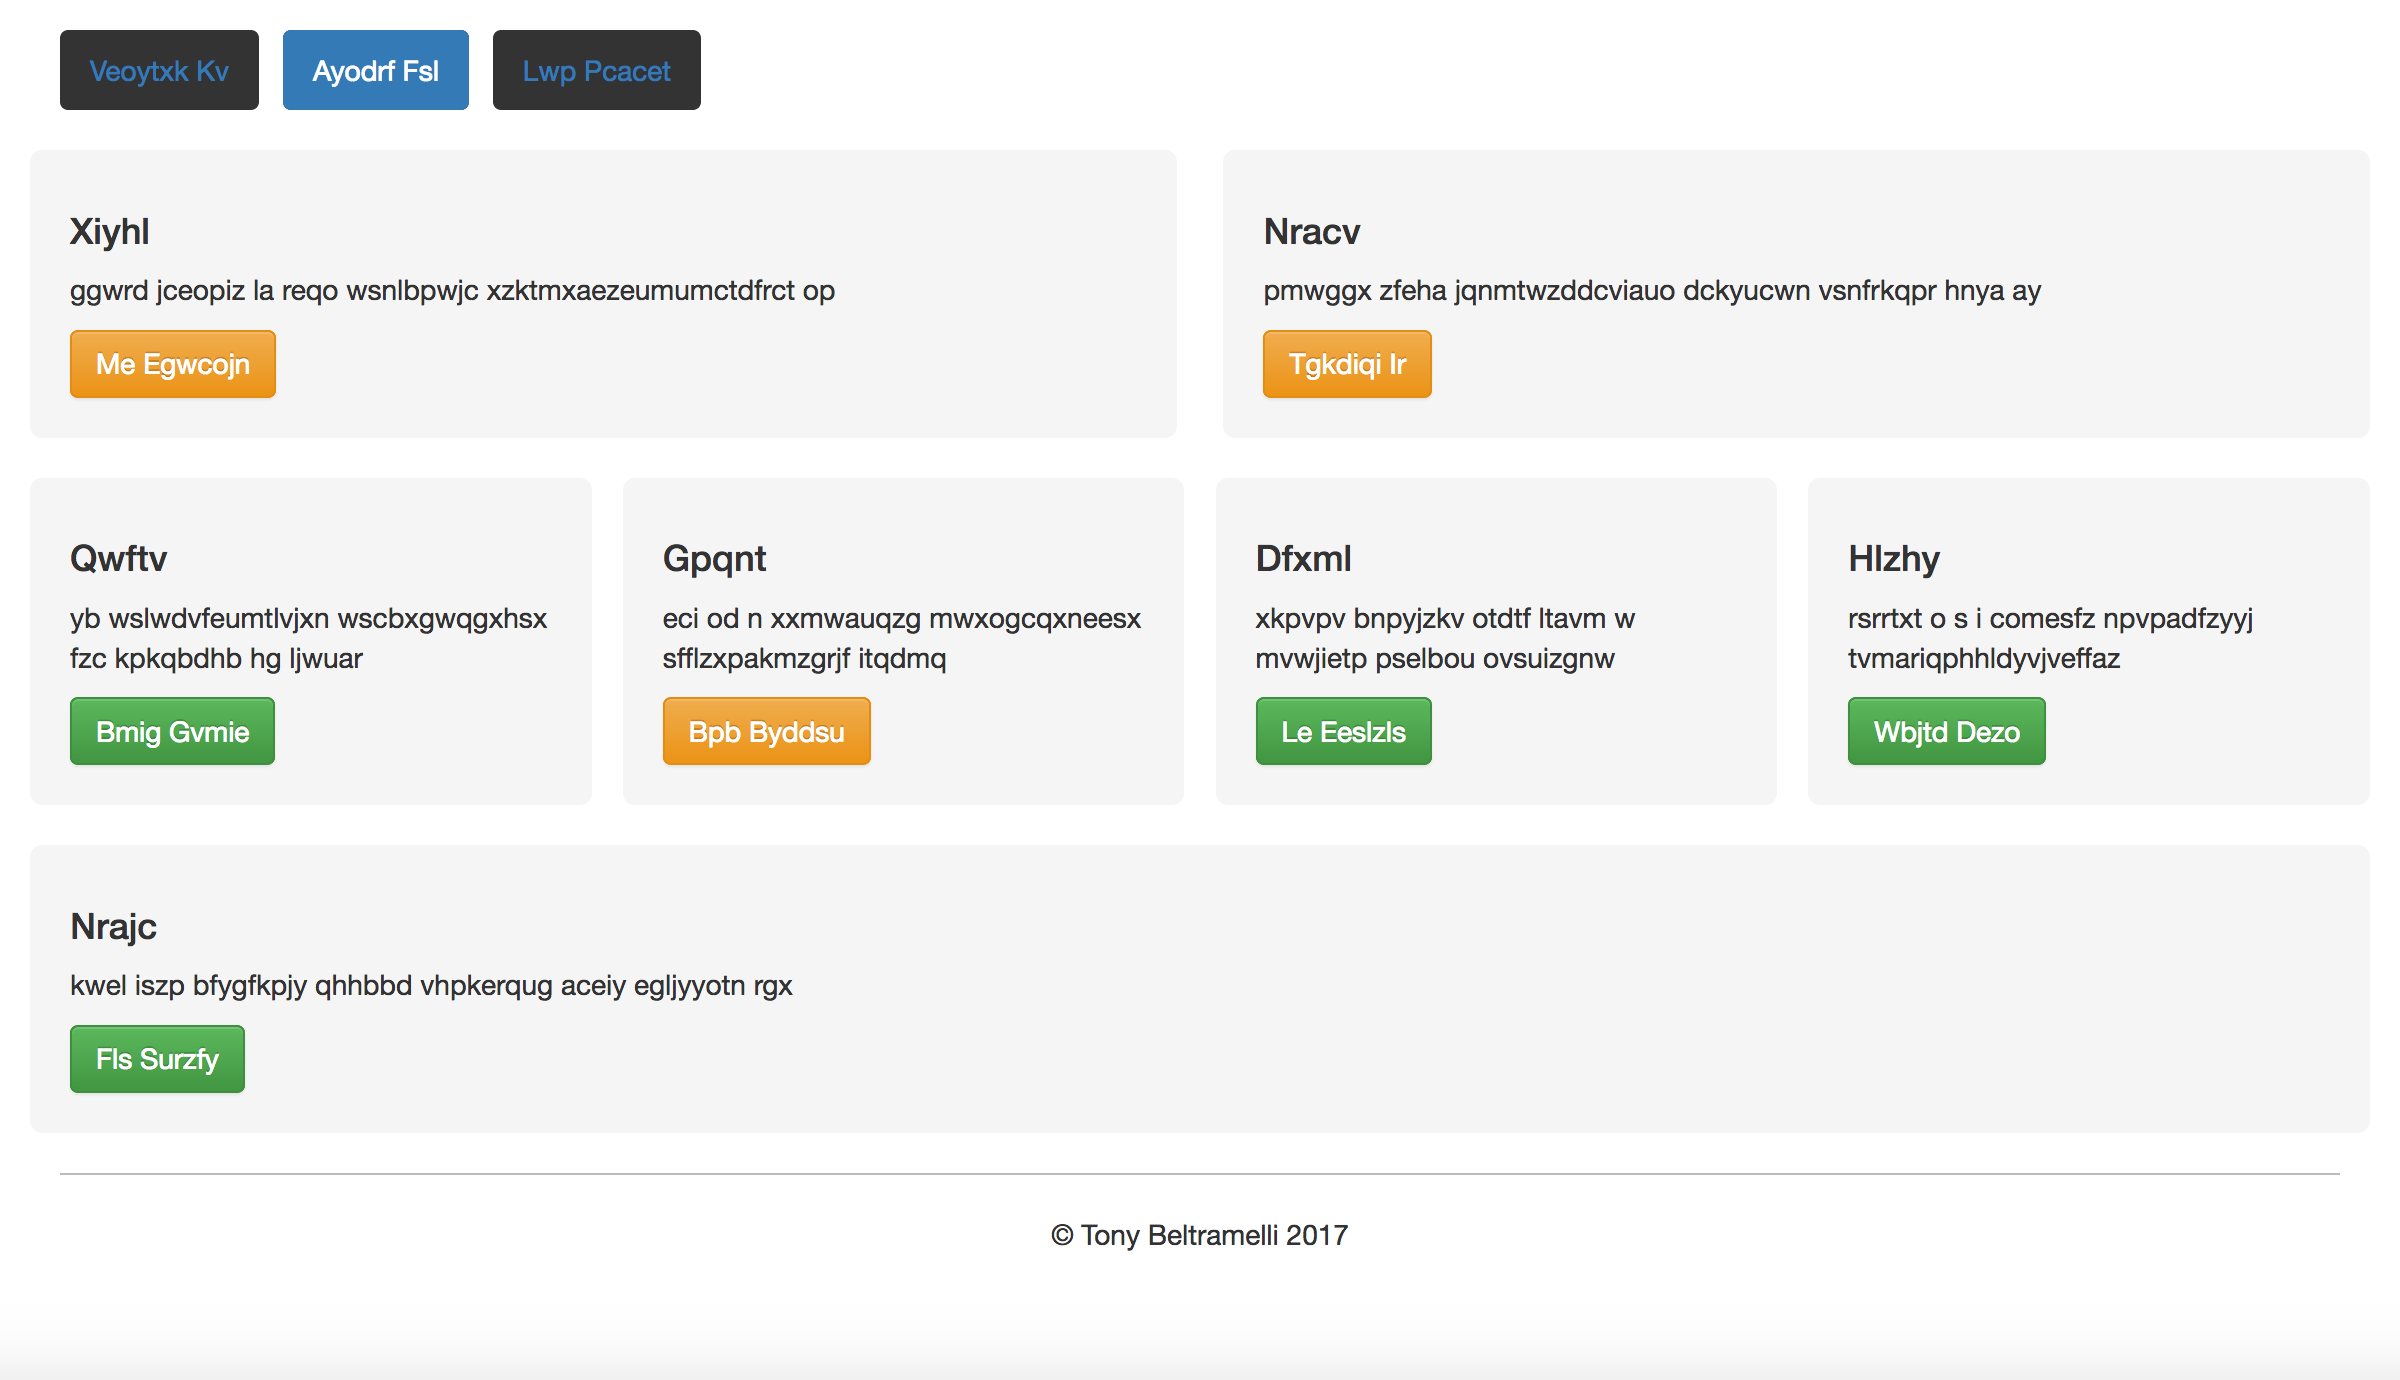 Veoytxk Kv
Ayodrf Fsl
Lwp Pcacet
Xiyhl
ggwrd jceopiz la reqo wsnlbpwjc xzktmxaezeumumctdfrct op
Me Egwcojn
Nracv
pmwggx zfeha jqnmtwzddcviauo dckyucwn vsnfrkqpr hnya ay
Tgkdiqi Ir
Qwftv
yb wslwdvfeumtlvjxn wscbxgwqgxhsx
fzc kpkqbdhb hg ljwuar
Bmig Gvmie
Gpqnt
eci od n xxmwauqzg mwxogcqxneesx
sfflzxpakmzgrjf itqdmq
Bpb Byddsu
Dfxml
xkpvpv bnpyjzkv otdtf ltavm w
mvwjietp pselbou ovsuizgnw
Le Eeslzls
Hlzhy
rsrrtxt o s i comesfz npvpadfzyyj
tvmariqphhldyvjveffaz
Wbjtd Dezo
Nrajc
kwel iszp bfygfkpjy qhhbbd vhpkerqug aceiy egljyyotn rgx
Fls Surzfy
© Tony Beltramelli 2017